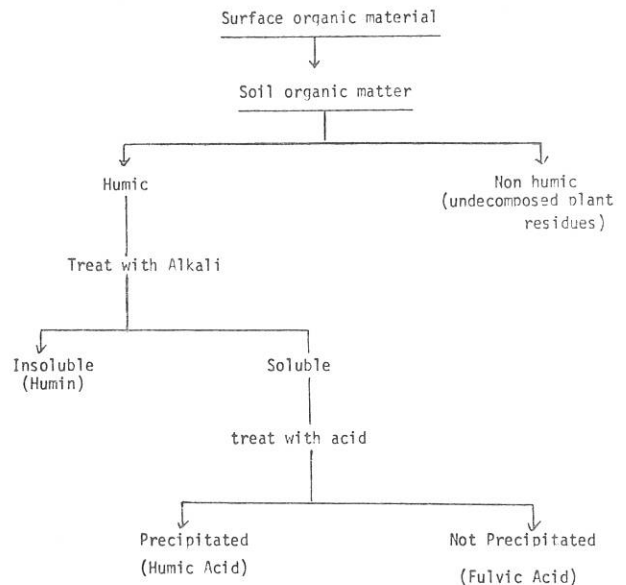 Surface organic material
Soil organic matter
Humic
Non humic
(undecomposed plant
residues)
Treat with Alkali
Insoluble
(Humin)
Soluble
treat with acid
Precipitated
(Humic Acid)
Not Precipitated
(Fulvic Acid)